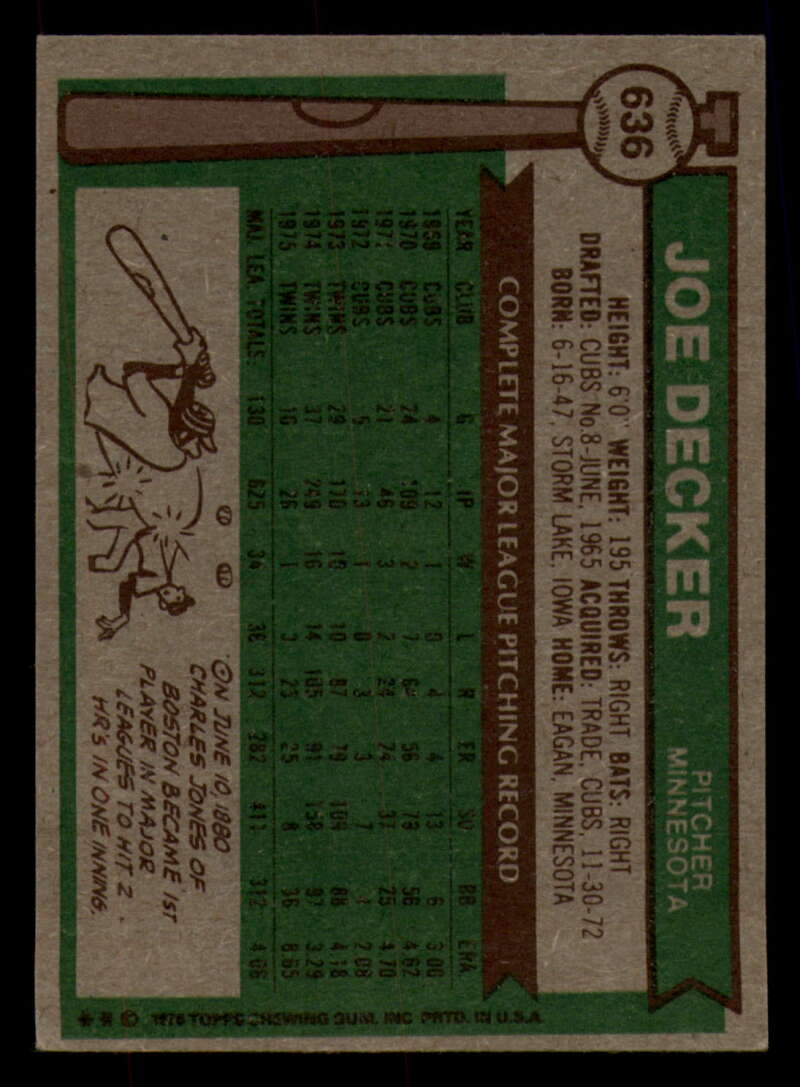 636
JOE DECKER
PITCHER
MINNESOTA
HEIGHT: 6'0" WEIGHT: 195 THROWS: RIGHT BATS: RIGHT
DRAFTED: CUBS No.8-JUNE, 1965 ACQUIRED: TRADE, CUBS, 11-30-72
BORN: 6-16-47, STORM LAKE, IOWA HOME: EAGAN, MINNESOTA
COMPLETE MAJOR LEAGUE PITCHING RECORD
YEAR CLUB G IP W L R ER SO BB ERA
1969 CUBS 4 12 1 0 4 4 13 6 3.00
1970 CUBS 24 109 2 7 56 79 56 4.62
1971 CUBS 21 46 3 2 24 37 25 4.70
1972 CUBS 5 13 1 0 3 3 7 4 2.08
1973 TWINS 29 170 10 10 87 79 109 88 4.18
1974 TWINS 37 249 16 14 105 91 158 97 3.29
1975 TWINS 10 26 1 3 25 25 8 36 8.65
MAJ. LEA. TOTALS: 130 625 34 36 312 282 411 312 4.06
ON JUNE 10, 1880
CHARLES JONES OF
BOSTON BECAME 1ST
PLAYER IN MAJOR
LEAGUES TO HIT 2
HR'S IN ONE INNING.
** © 1976 TOPPS CHEWING GUM, INC. PRTD. IN U.S.A.